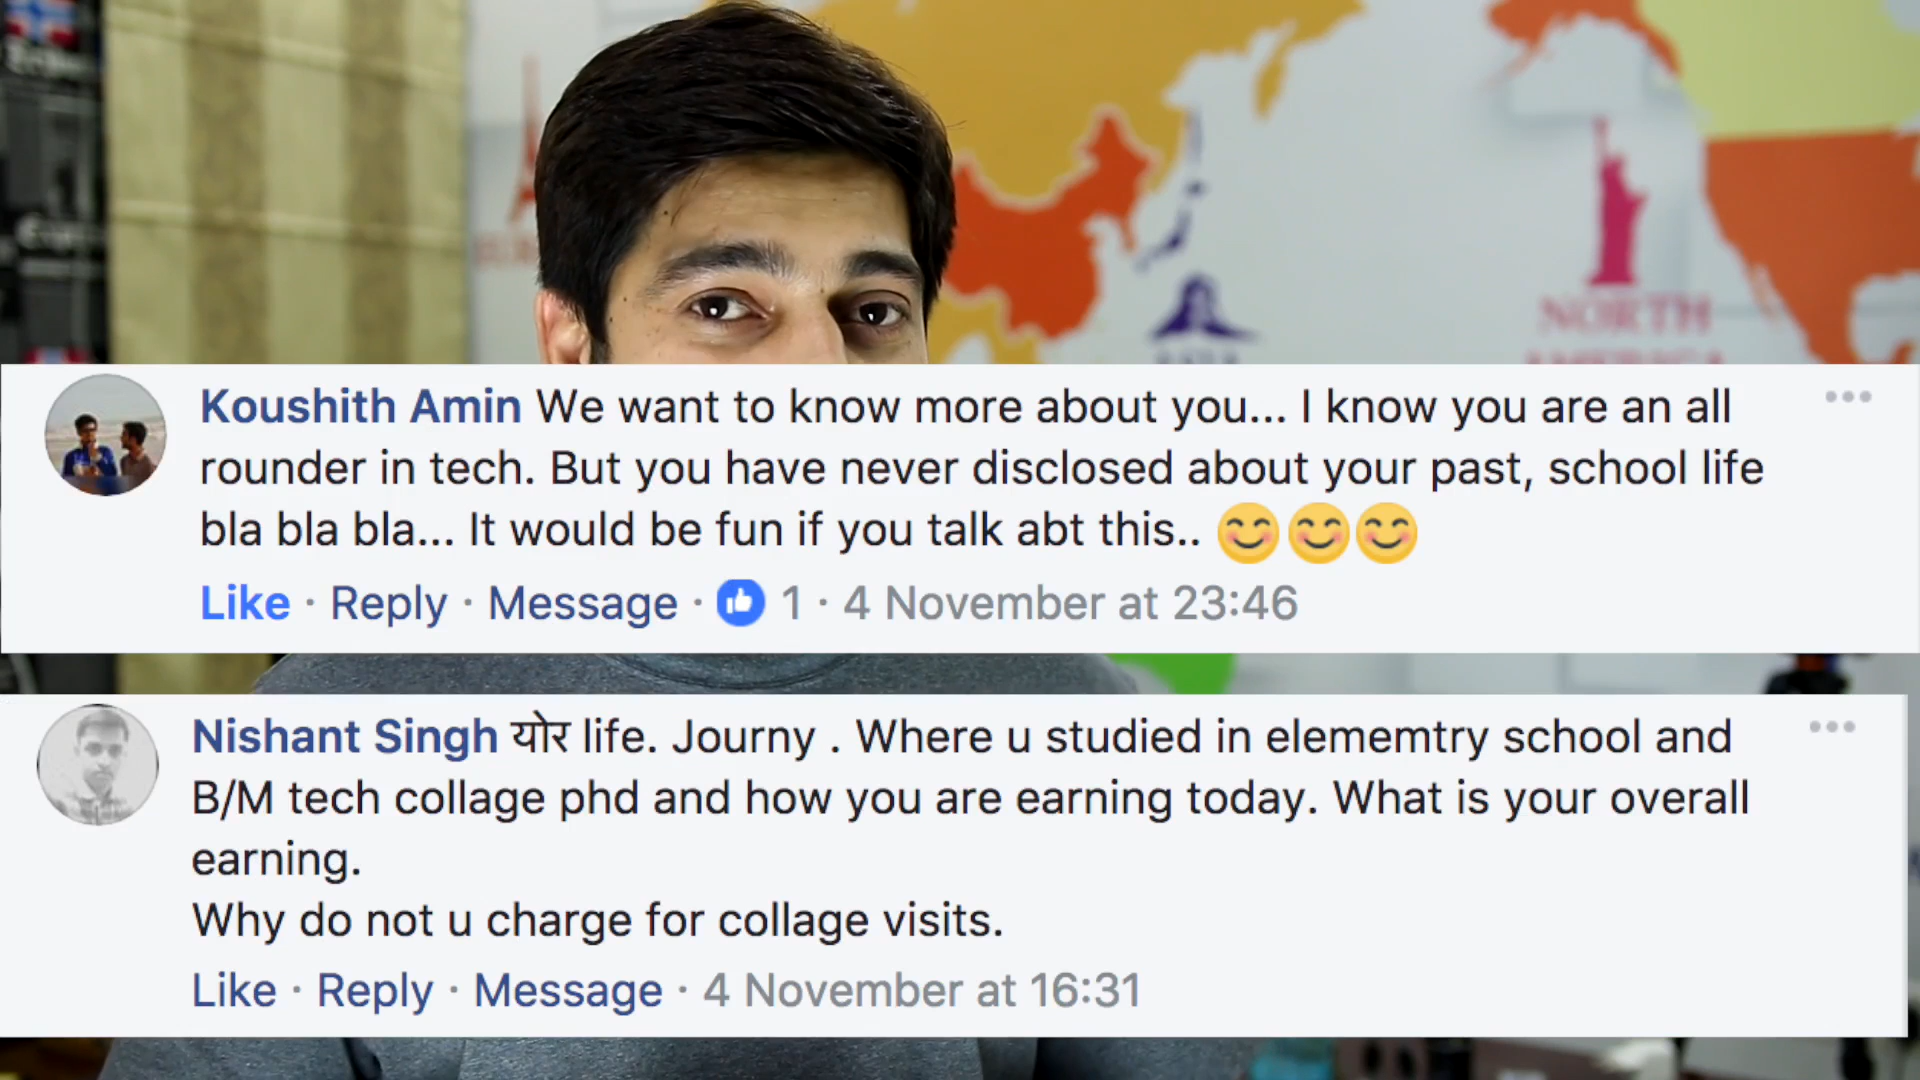 NORTH
AMERICA
ASIA
Koushith Amin We want to know more about you... I know you are an all
rounder in tech. But you have never disclosed about your past, school life
bla bla bla... It would be fun if you talk abt this.. 😊😊😊
Like · Reply · Message · 1 · 4 November at 23:46
Nishant Singh योर life. Journy . Where u studied in elememtry school and
B/M tech collage phd and how you are earning today. What is your overall
earning.
Why do not u charge for collage visits.
Like · Reply · Message · 4 November at 16:31